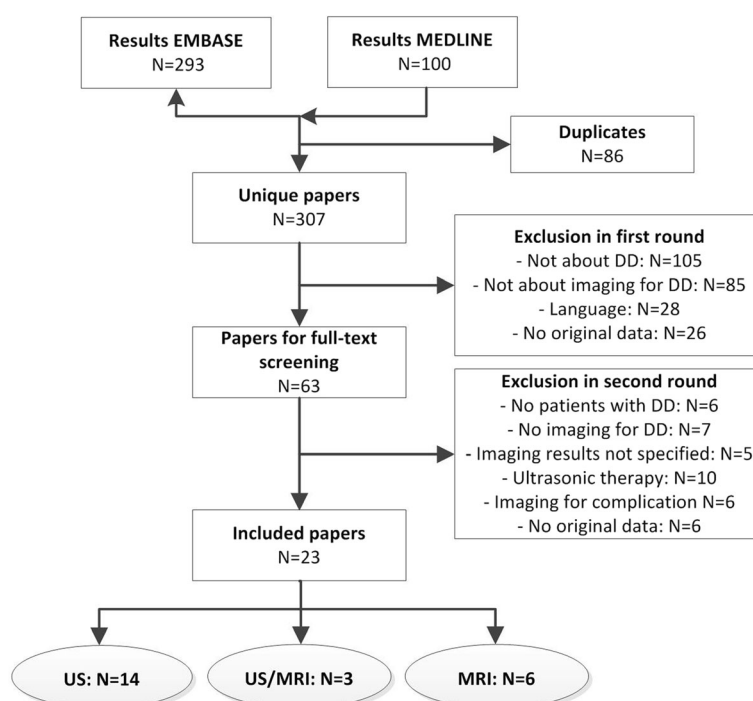 Results EMBASE
N=293
Results MEDLINE
N=100
Duplicates
N=86
Unique papers
N=307
Exclusion in first round
- Not about DD: N=105
- Not about imaging for DD: N=85
- Language: N=28
- No original data: N=26
Papers for full-text
screening
N=63
Exclusion in second round
- No patients with DD: N=6
- No imaging for DD: N=7
- Imaging results not specified: N=5
- Ultrasonic therapy: N=10
- Imaging for complication N=6
- No original data: N=6
Included papers
N=23
US: N=14
US/MRI: N=3
MRI: N=6